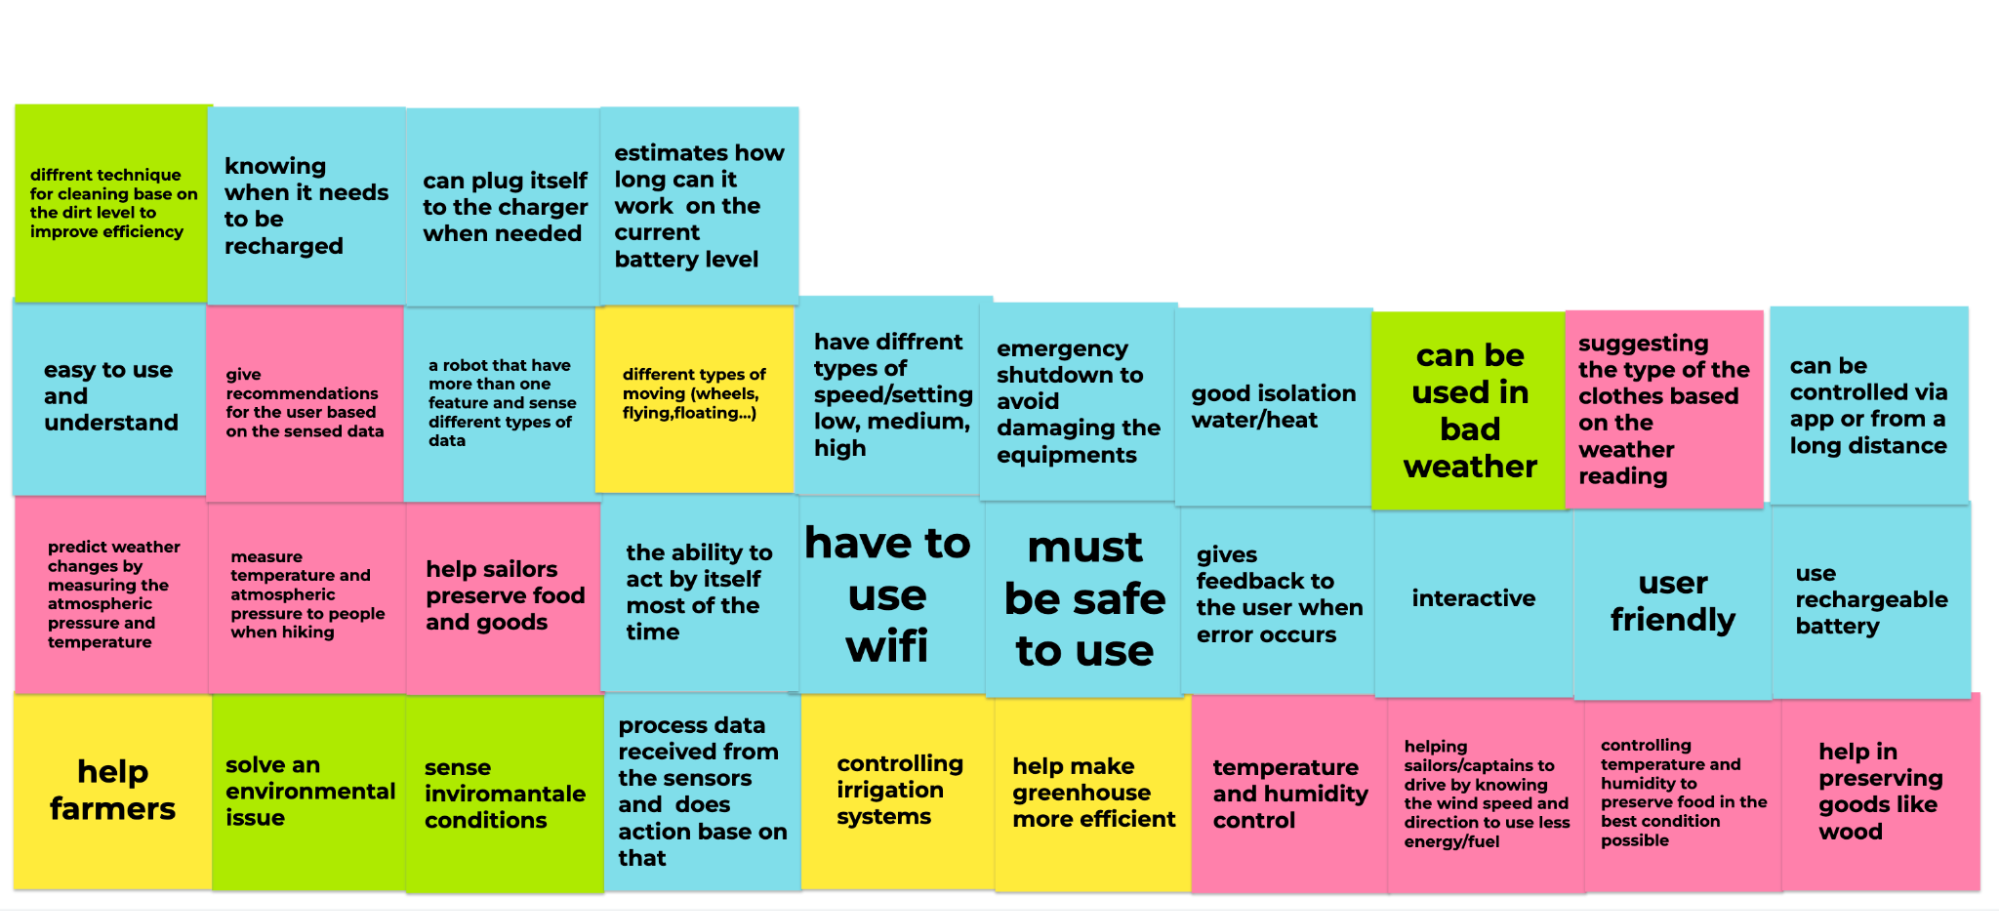 diffrent technique
for cleaning base on
the dirt level to
improve efficiency
knowing
when it needs
to be
recharged
can plug itself
to the charger
when needed
estimates how
long can it
work on the
current
battery level
easy to use
and
understand
give
recommendations
for the user based
on the sensed data
a robot that have
more than one
feature and sense
different types of
data
different types of
moving (wheels,
flying,floating...)
have diffrent
types of
speed/setting
low, medium,
high
emergency
shutdown to
avoid
damaging the
equipments
good isolation
water/heat
can be
used in
bad
weather
suggesting
the type of the
clothes based
on the
weather
reading
can be
controlled via
app or from a
long distance
predict weather
changes by
measuring the
atmospheric
pressure and
temperature
measure
temperature and
atmospheric
pressure to people
when hiking
help sailors
preserve food
and goods
the ability to
act by itself
most of the
time
have to
use
wifi
must
be safe
to use
gives
feedback to
the user when
error occurs
interactive
user
friendly
use
rechargeable
battery
help
farmers
solve an
environmental
issue
sense
inviromantale
conditions
process data
received from
the sensors
and does
action base on
that
controlling
irrigation
systems
help make
greenhouse
more efficient
temperature
and humidity
control
helping
sailors/captains to
drive by knowing
the wind speed and
direction to use less
energy/fuel
controlling
temperature and
humidity to
preserve food in the
best condition
possible
help in
preserving
goods like
wood